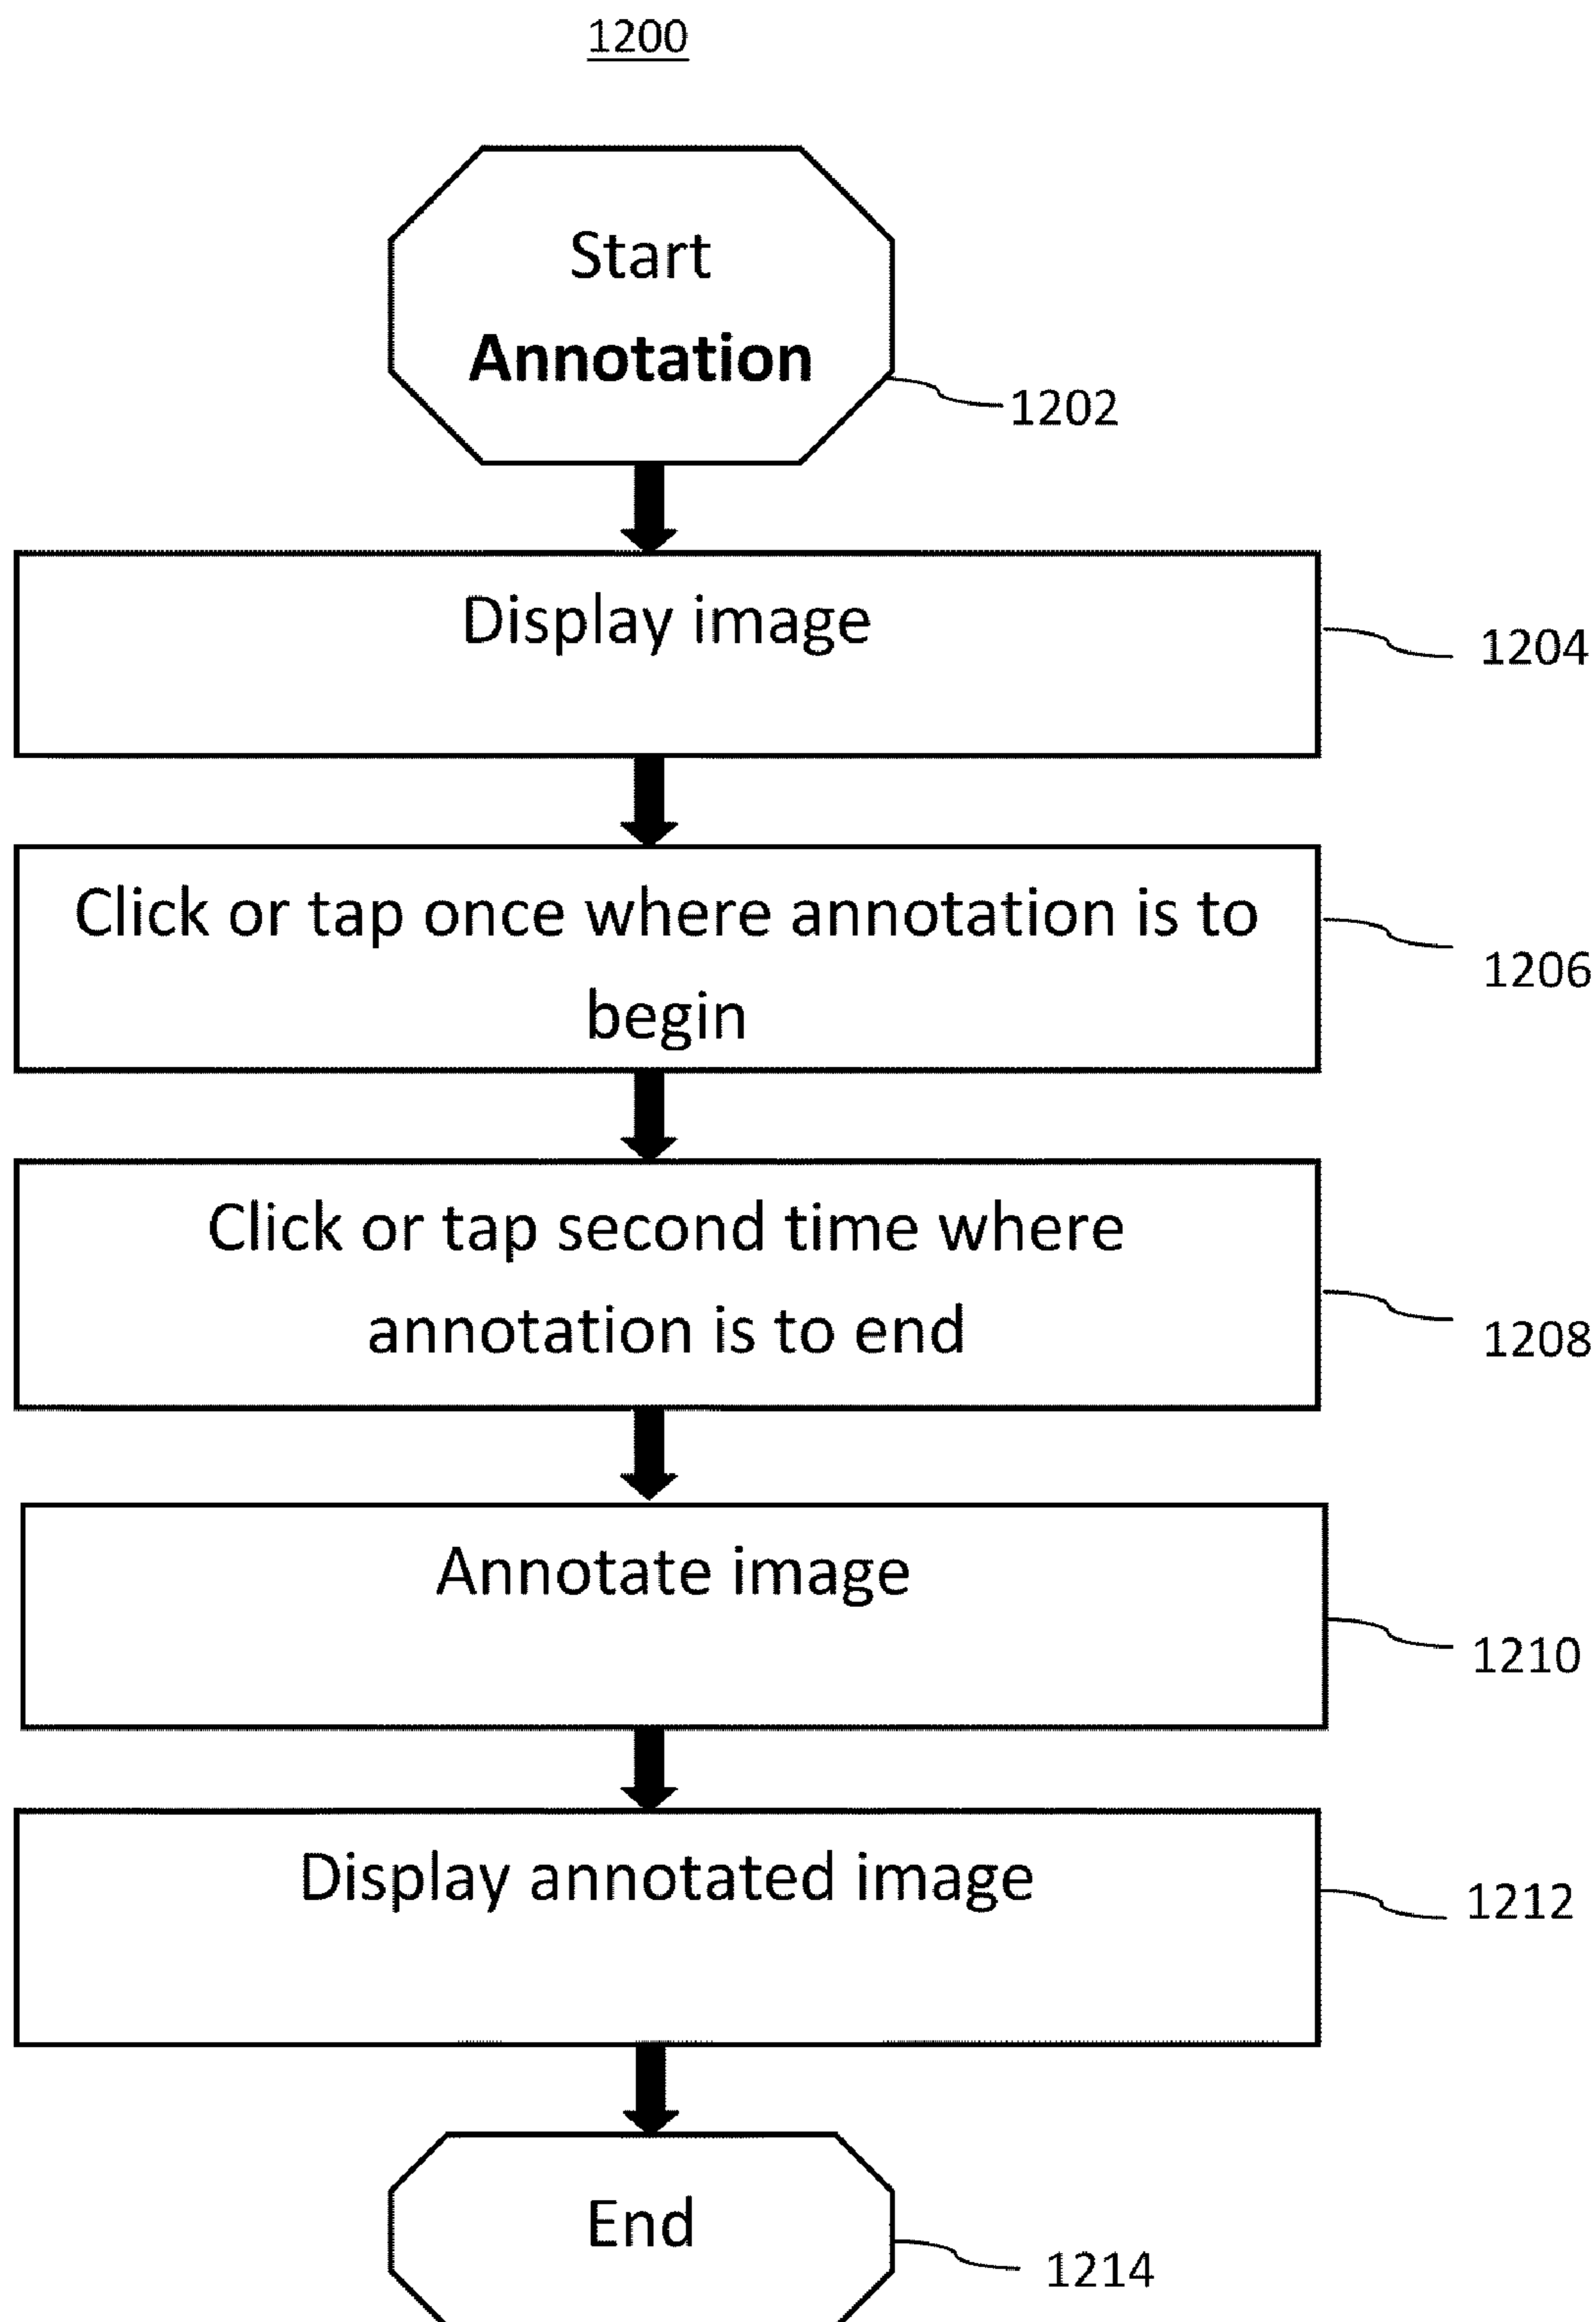 1200
Start
Annotation
1202
Display image
1204
Click or tap once where annotation is to
begin
1206
Click or tap second time where
annotation is to end
1208
Annotate image
1210
Display annotated image
1212
End
1214